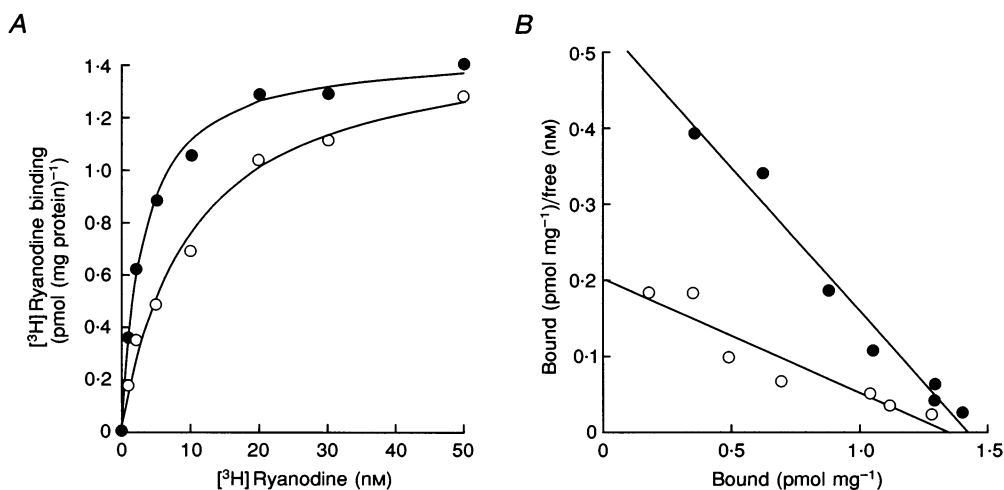 A
B
[³H] Ryanodine binding
(pmol (mg protein)⁻¹)
1·4
1·2
1·0
0·8
0·6
0·4
0·2
0
0 10 20 30 40 50
[³H] Ryanodine (nM)
Bound (pmol mg⁻¹)/free (nM)
0·5
0·4
0·3
0·2
0·1
0
0 0·5 1·0 1·5
Bound (pmol mg⁻¹)